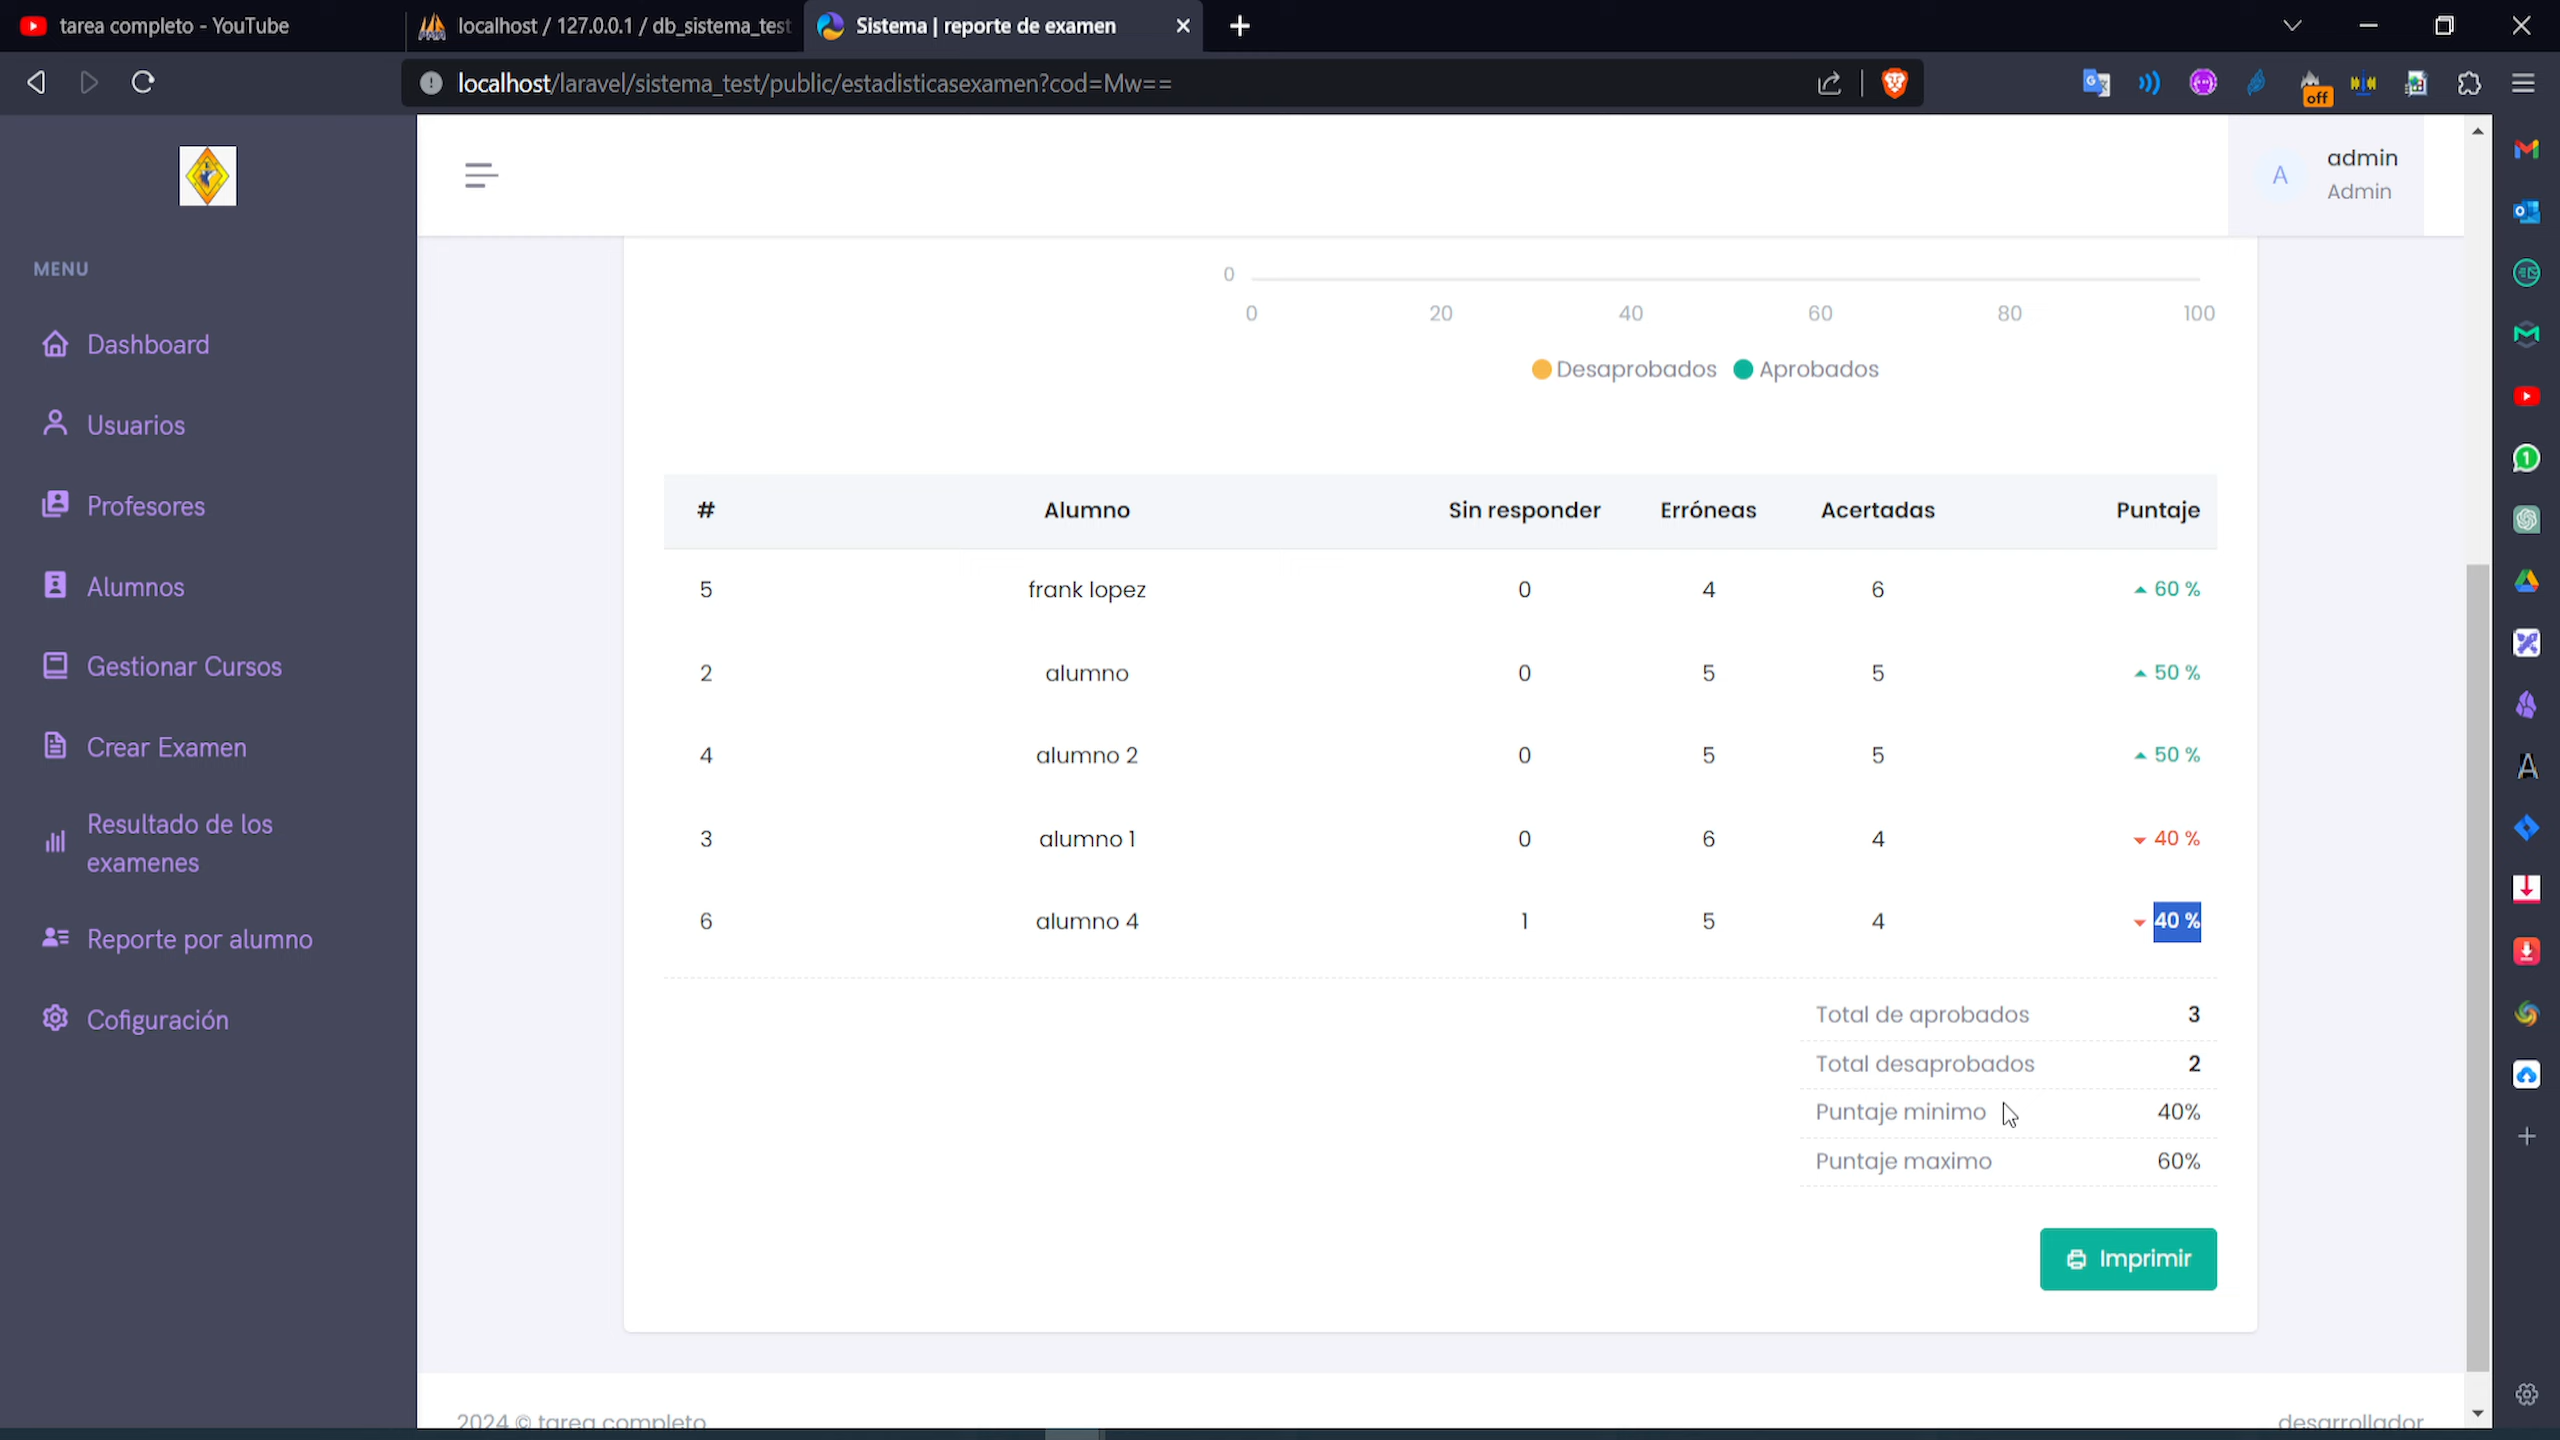 tarea completo - YouTube
localhost / 127.0.0.1 / db_sistema_test
Sistema | reporte de examen
localhost/laravel/sistema_test/public/estadisticasexamen?cod=Mw==
off
A
admin
Admin
MENU
Dashboard
Usuarios
Profesores
Alumnos
Gestionar Cursos
Crear Examen
Resultado de los
examenes
Reporte por alumno
Cofiguración
0
0 20 40 60 80 100
Desaprobados Aprobados
# Alumno Sin responder Erróneas Acertadas Puntaje
5 frank lopez 0 4 6 60 %
2 alumno 0 5 5 50 %
4 alumno 2 0 5 5 50 %
3 alumno 1 0 6 4 40 %
6 alumno 4 1 5 4 40 %
Total de aprobados 3
Total desaprobados 2
Puntaje minimo 40%
Puntaje maximo 60%
Imprimir
2024 © tarea completo
desarrollador
1